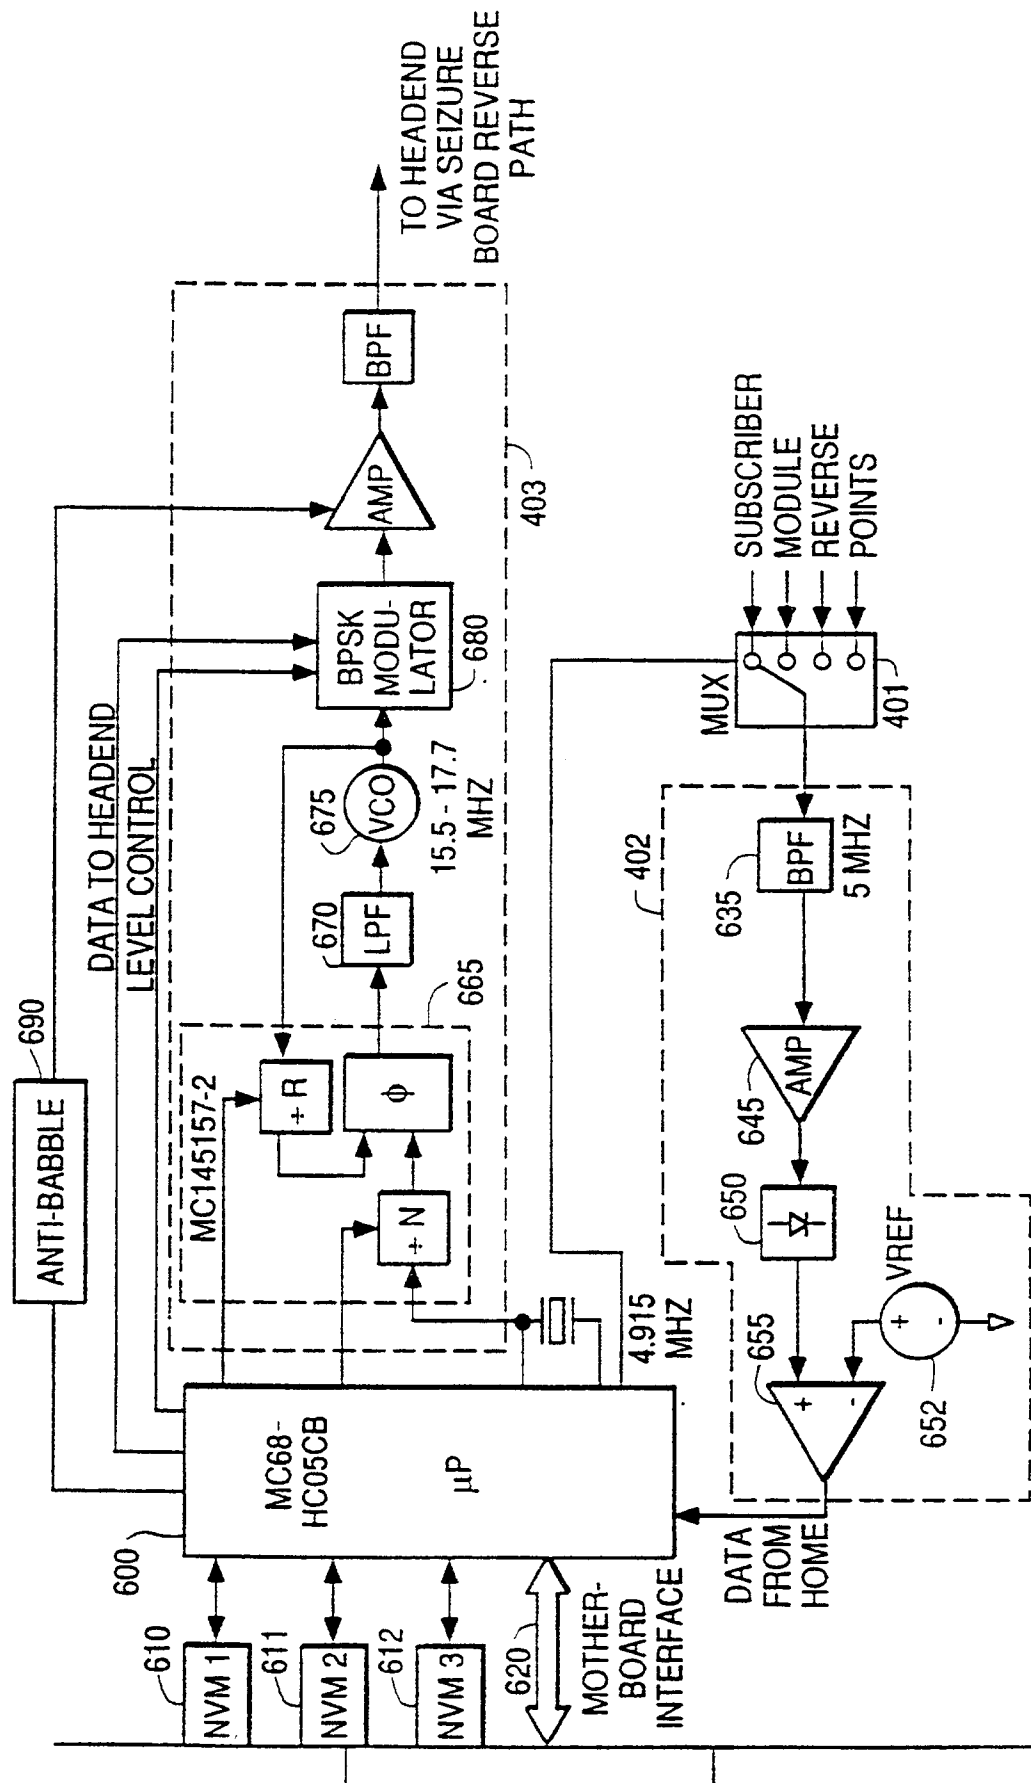 ANTI-BABBLE
690
DATA TO HEADEND
LEVEL CONTROL
TO HEADEND
VIA SEIZURE
BOARD REVERSE
PATH
MC145157-2
÷ R
÷ N
ϕ
665
LPF
670
VCO
675
15.5 - 17.7
MHZ
BPSK
MODU-
LATOR
680
AMP
BPF
403
600
MC68-
HC05CB
µP
NVM 1
610
NVM 2
611
NVM 3
612
620
MOTHER-
BOARD
INTERFACE
4.915
MHZ
DATA
FROM
HOME
655
+
-
VREF
+
-
652
650
AMP
645
BPF
635
5 MHZ
402
MUX
401
SUBSCRIBER
MODULE
REVERSE
POINTS